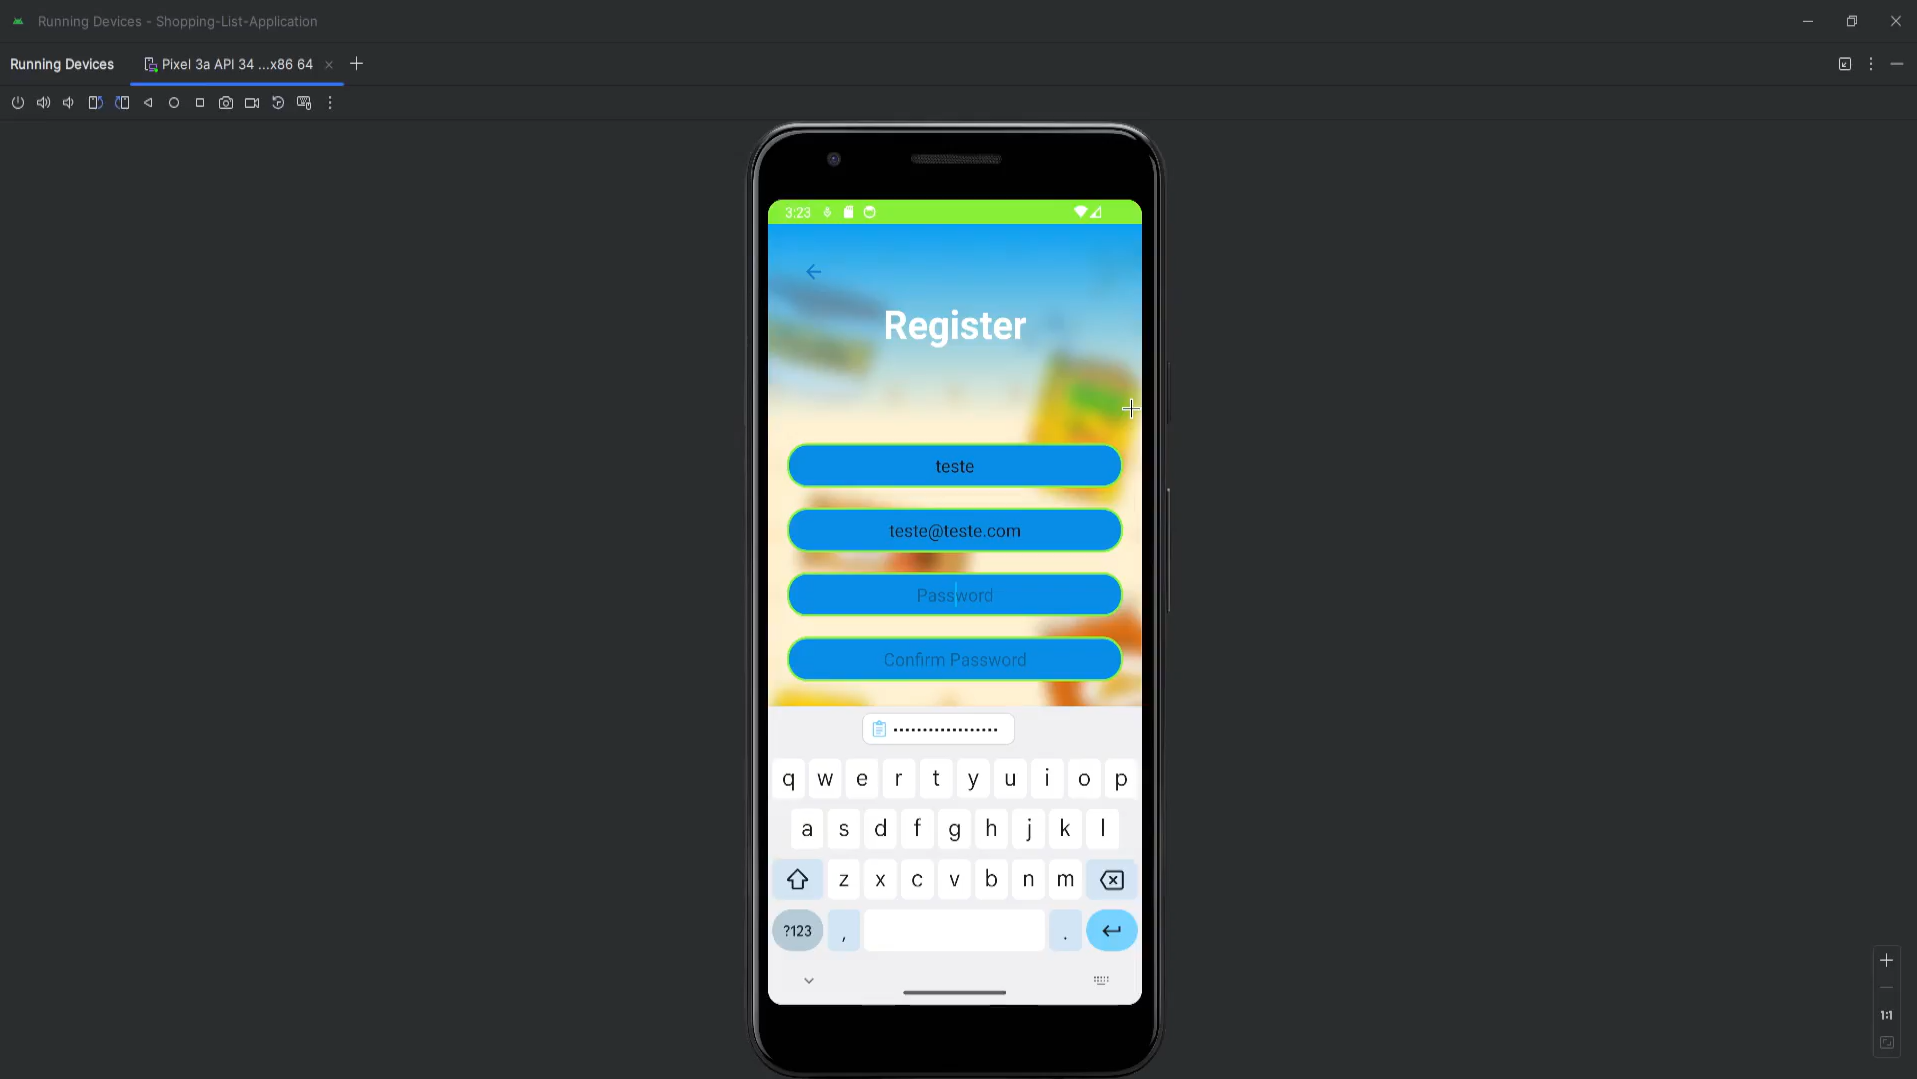 Running Devices - Shopping-List-Application
Running Devices
Pixel 3a API 34 ...x86 64
3:23
Register
teste
teste@teste.com
Password
Confirm Password
••••••••••••••••••
q w e r t y u i o p
a s d f g h j k l
z x c v b n m
?123 , .
1:1